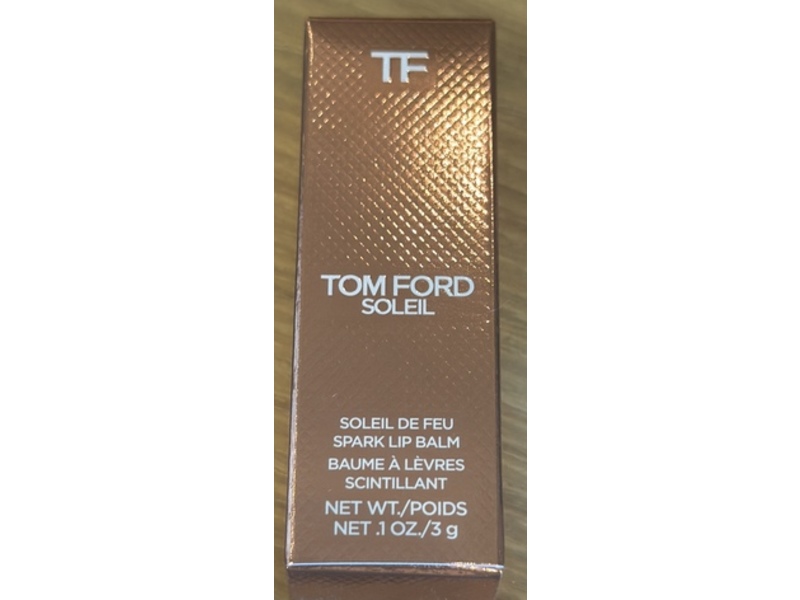 TF
TOM FORD
SOLEIL
SOLEIL DE FEU
SPARK LIP BALM
BAUME À LÈVRES
SCINTILLANT
NET WT./POIDS
NET .1 OZ./3 g